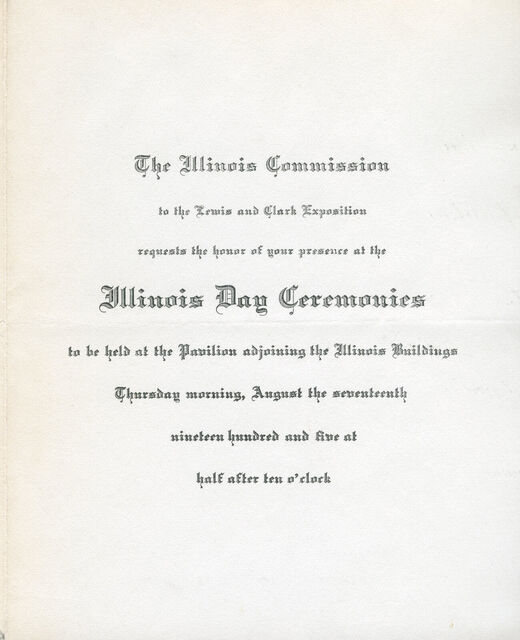 The Illinois Commission
to the Lewis and Clark Exposition
requests the honor of your presence at the
Illinois Day Ceremonies
to be held at the Pavilion adjoining the Illinois Buildings
Thursday morning, August the seventeenth
nineteen hundred and five at
half after ten o'clock